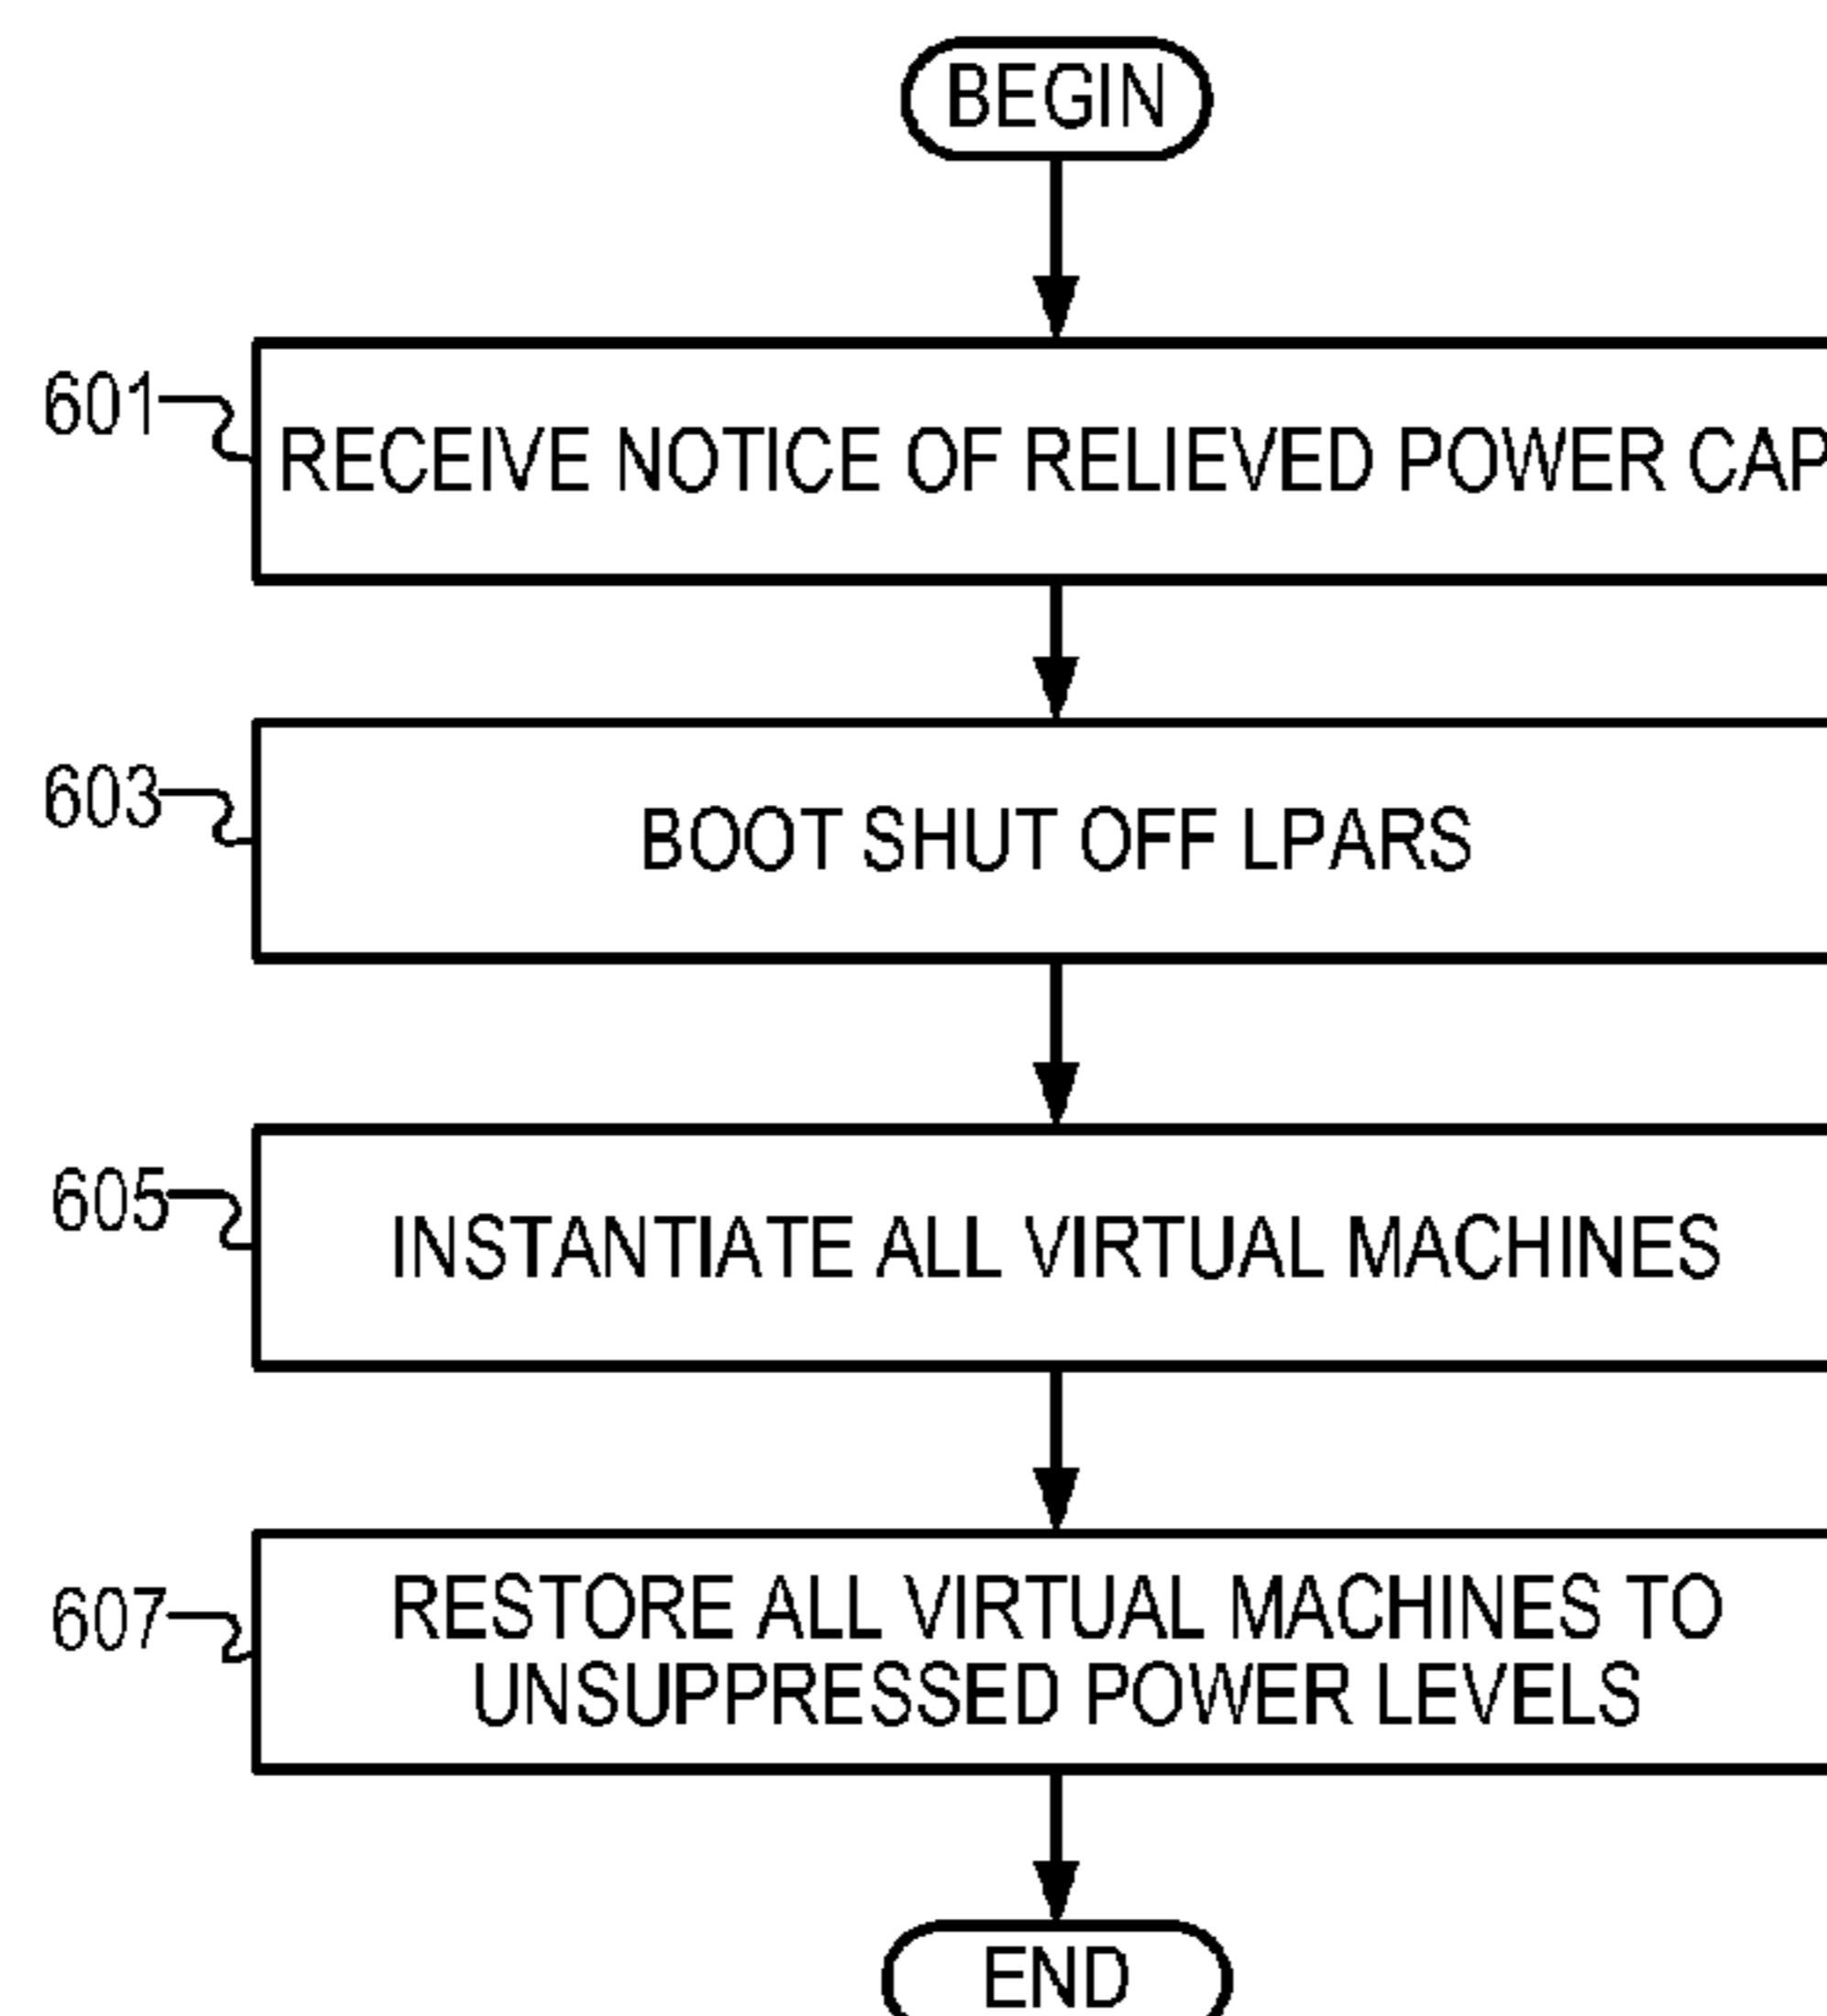 BEGIN
601
RECEIVE NOTICE OF RELIEVED POWER CAP
603
BOOT SHUT OFF LPARS
605
INSTANTIATE ALL VIRTUAL MACHINES
607
RESTORE ALL VIRTUAL MACHINES TO
UNSUPPRESSED POWER LEVELS
END